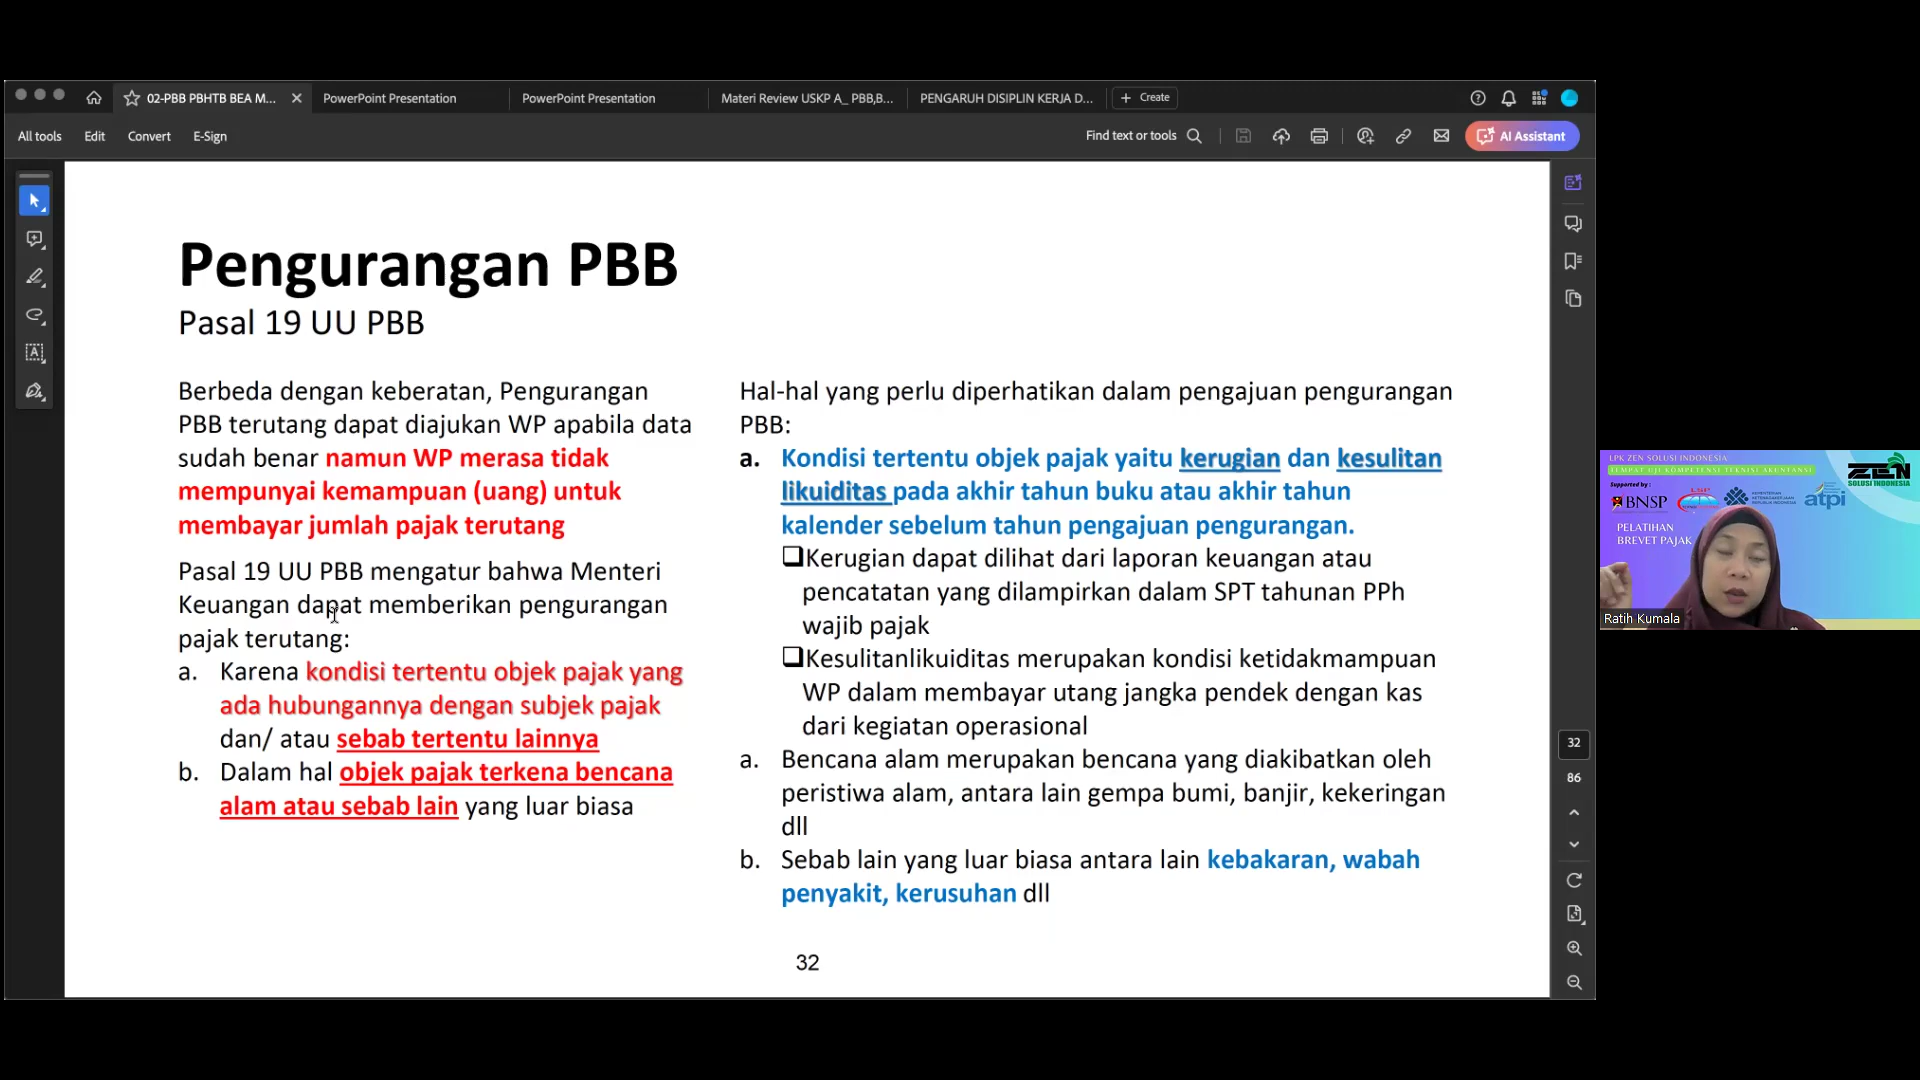 02-PBB PBHTB BEA M...
PowerPoint Presentation
PowerPoint Presentation
Materi Review USKP A_ PBB,B...
PENGARUH DISIPLIN KERJA D...
Create
All tools
Edit
Convert
E-Sign
Find text or tools
AI Assistant
Pengurangan PBB
Pasal 19 UU PBB
Berbeda dengan keberatan, Pengurangan
PBB terutang dapat diajukan WP apabila data
sudah benar namun WP merasa tidak
mempunyai kemampuan (uang) untuk
membayar jumlah pajak terutang
Pasal 19 UU PBB mengatur bahwa Menteri
Keuangan dapat memberikan pengurangan
pajak terutang:
a. Karena kondisi tertentu objek pajak yang
ada hubungannya dengan subjek pajak
dan/ atau sebab tertentu lainnya
b. Dalam hal objek pajak terkena bencana
alam atau sebab lain yang luar biasa
Hal-hal yang perlu diperhatikan dalam pengajuan pengurangan
PBB:
a. Kondisi tertentu objek pajak yaitu kerugian dan kesulitan
likuiditas pada akhir tahun buku atau akhir tahun
kalender sebelum tahun pengajuan pengurangan.
❑Kerugian dapat dilihat dari laporan keuangan atau
pencatatan yang dilampirkan dalam SPT tahunan PPh
wajib pajak
❑Kesulitanlikuiditas merupakan kondisi ketidakmampuan
WP dalam membayar utang jangka pendek dengan kas
dari kegiatan operasional
a. Bencana alam merupakan bencana yang diakibatkan oleh
peristiwa alam, antara lain gempa bumi, banjir, kekeringan
dll
b. Sebab lain yang luar biasa antara lain kebakaran, wabah
penyakit, kerusuhan dll
32
32
86
LPK ZEN SOLUSI INDONESIA
TEMPAT UJI KOMPETENSI TEKNISI AKUNTANSI
Supported by :
ZEN
SOLUSI INDONESIA
BNSP
KEMENTERIAN
KETENAGAKERJAAN
REPUBLIK INDONESIA
atpi
PELATIHAN
BREVET PAJAK
Ratih Kumala